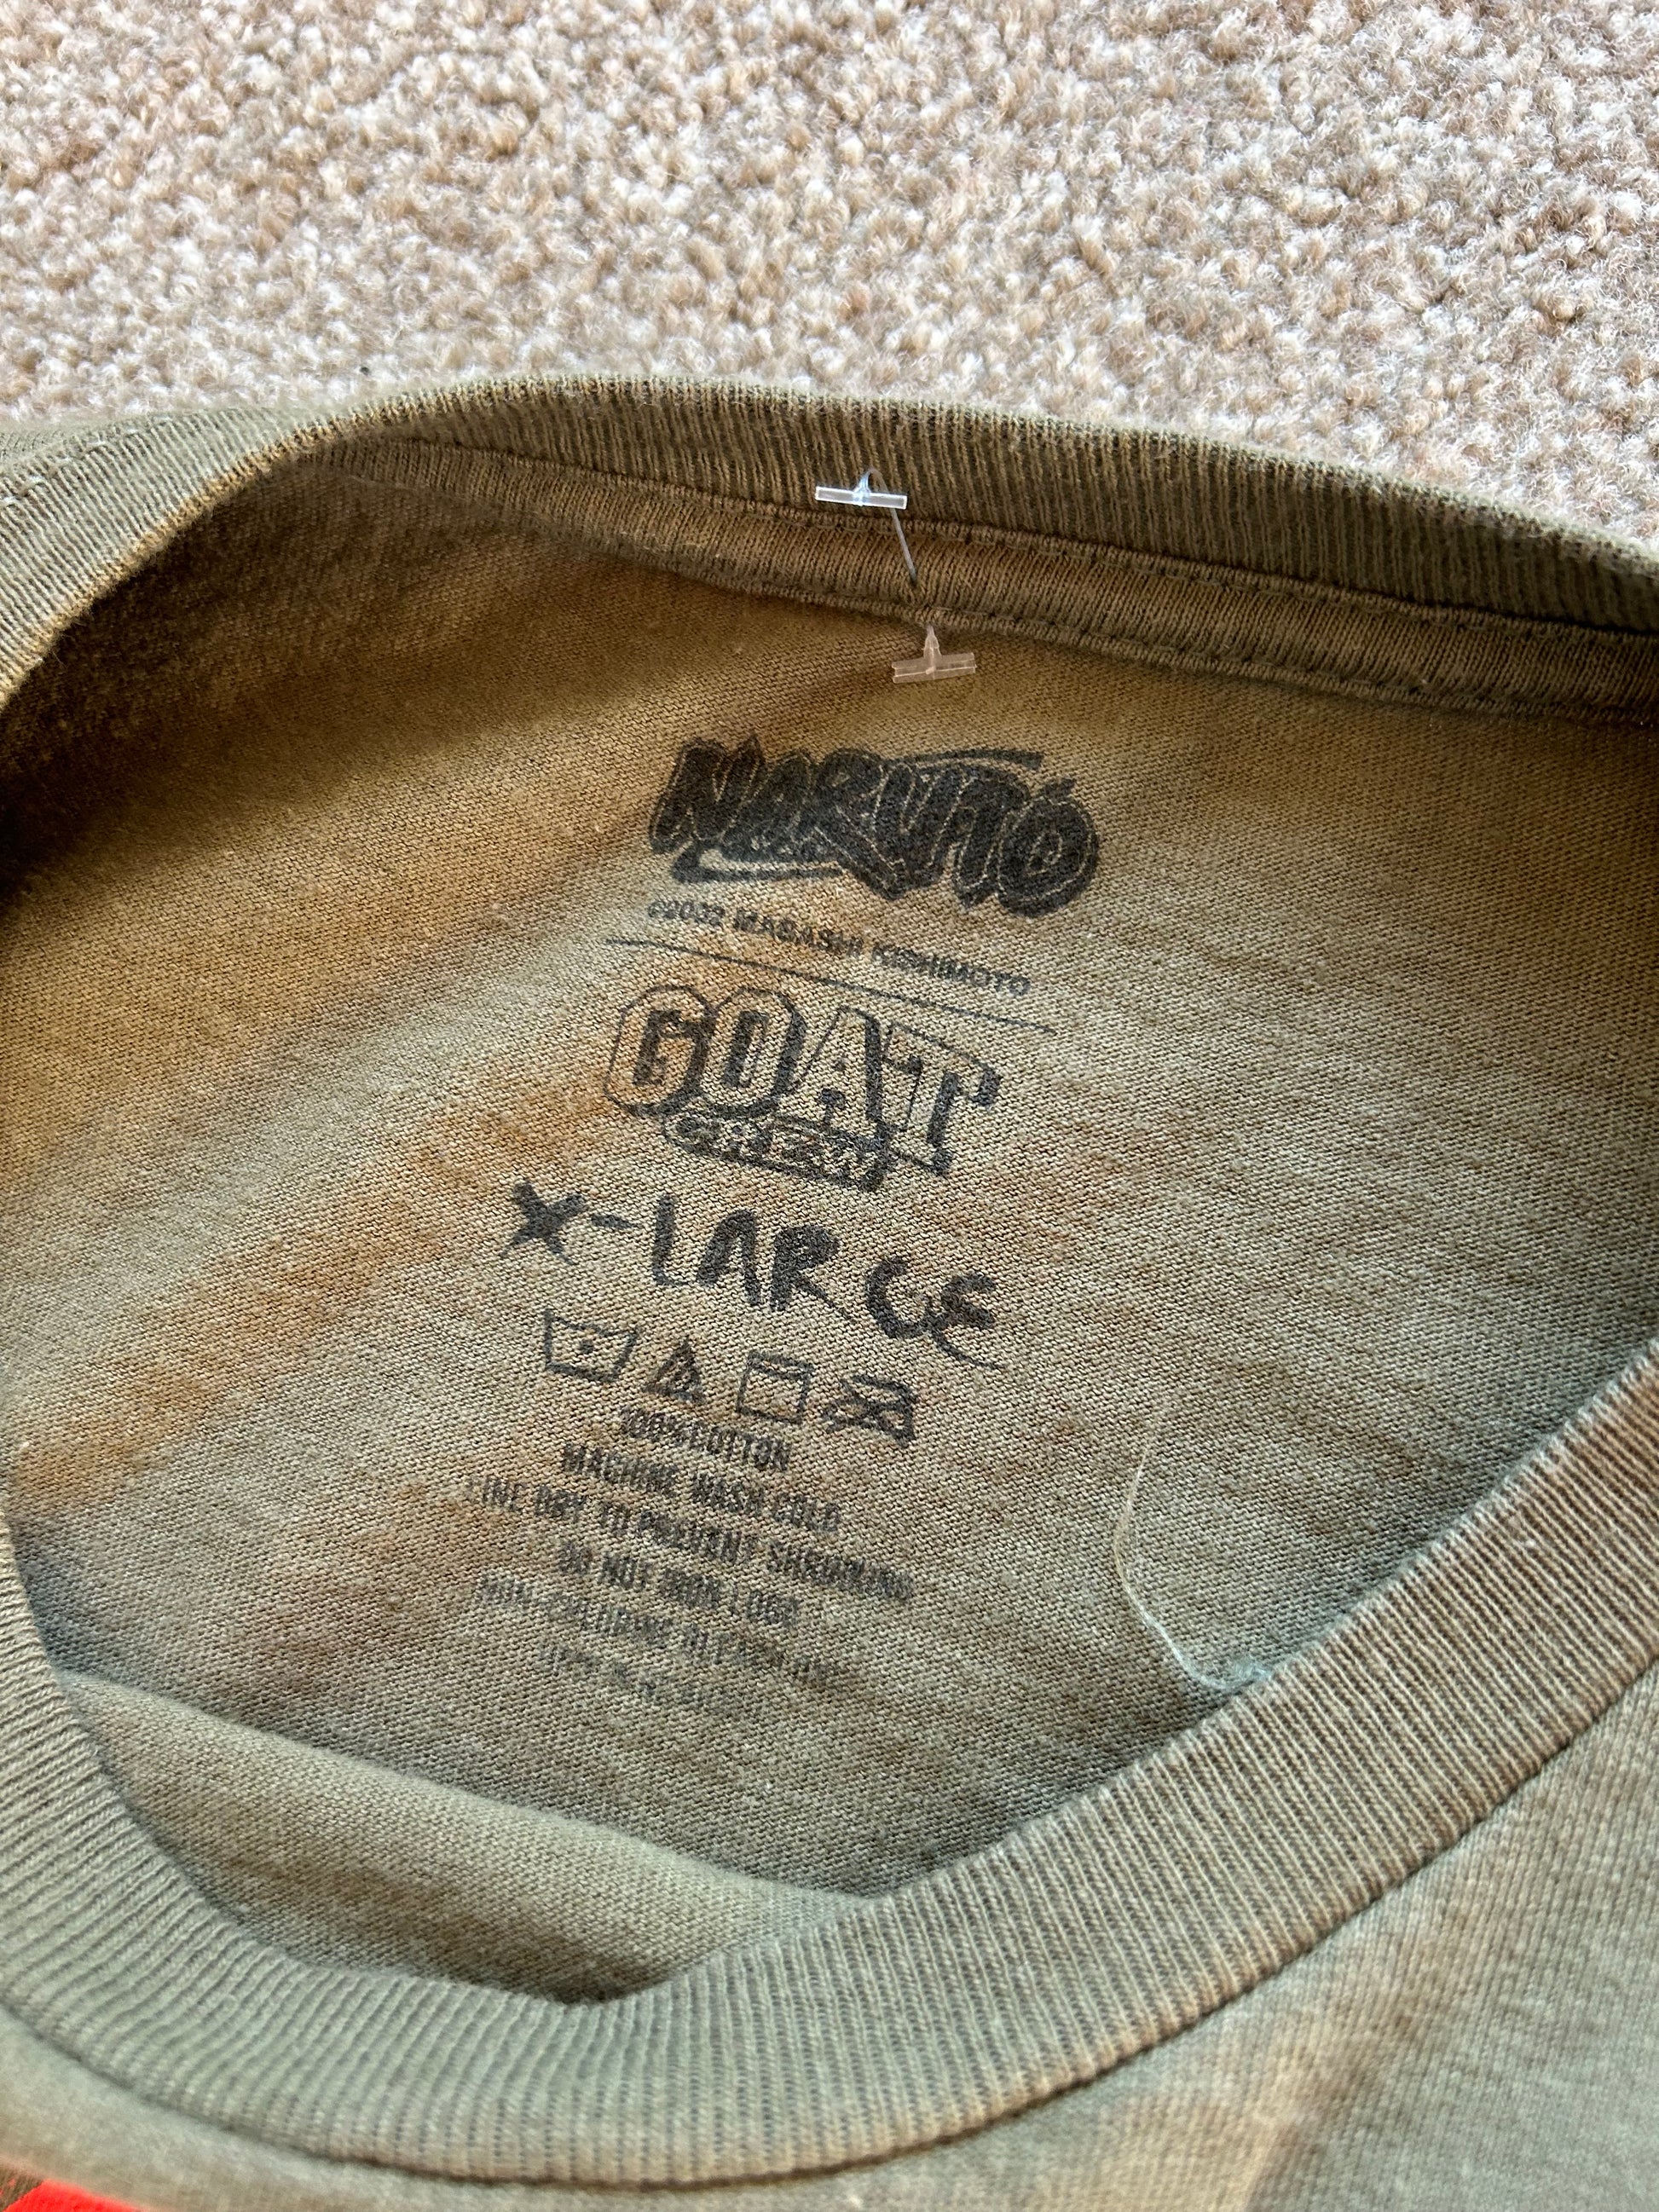 NARUTO
©2002 MASASHI KISHIMOTO
GOAT
CREW
X-LARGE
100% COTTON
MACHINE WASH COLD
LINE DRY TO PREVENT SHRINKING
DO NOT IRON LOGO